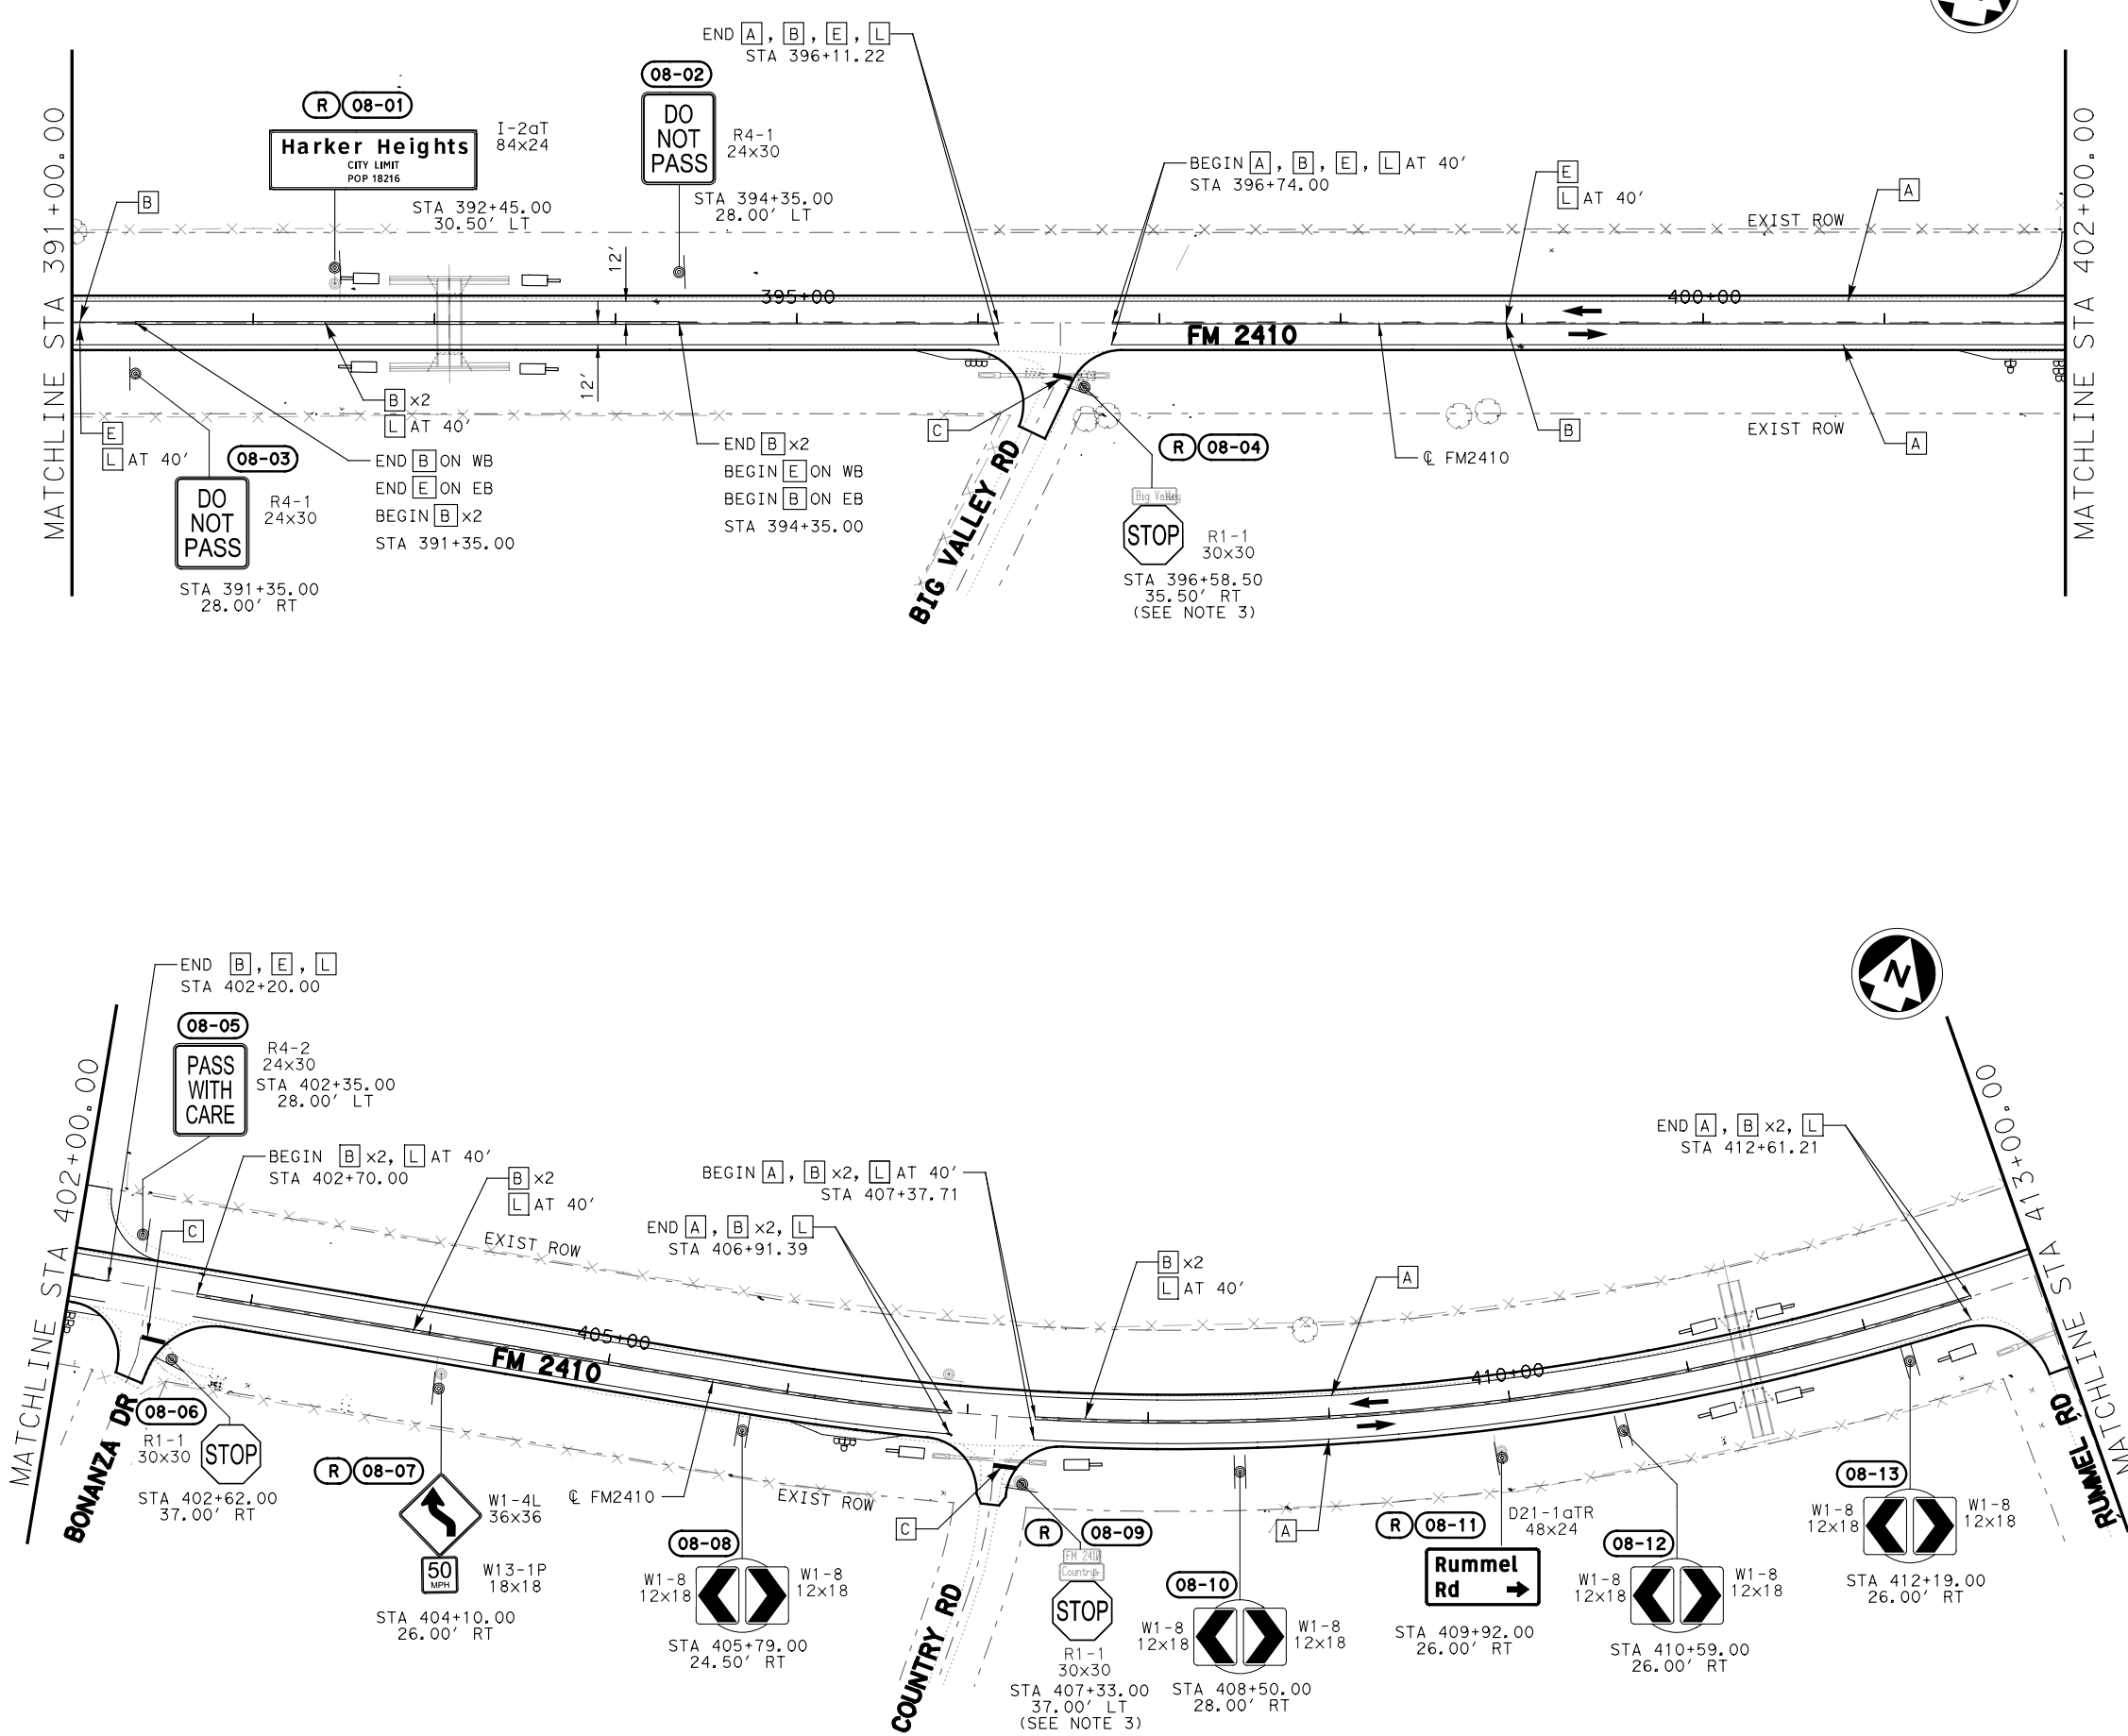 END A, B, E, L
STA 396+11.22
08-02
DO
NOT
PASS
R4-1
24x30
STA 394+35.00
28.00' LT
R 08-01
Harker Heights
CITY LIMIT
POP 18216
I-2aT
84x24
STA 392+45.00
30.50' LT
BEGIN A, B, E, L AT 40'
STA 396+74.00
E
L AT 40'
A
B
EXIST ROW
MATCHLINE STA 391+00.00
MATCHLINE STA 402+00.00
12'
395+00
400+00
FM 2410
12'
B x2
L AT 40'
E
L AT 40'
08-03
DO
NOT
PASS
R4-1
24x30
STA 391+35.00
28.00' RT
END B ON WB
END E ON EB
BEGIN B x2
STA 391+35.00
END B x2
BEGIN E ON WB
BEGIN B ON EB
STA 394+35.00
C
BIG VALLEY RD
R 08-04
Big Valley
STOP
R1-1
30x30
STA 396+58.50
35.50' RT
(SEE NOTE 3)
℄ FM2410
B
EXIST ROW
A
N
END B, E, L
STA 402+20.00
08-05
PASS
WITH
CARE
R4-2
24x30
STA 402+35.00
28.00' LT
MATCHLINE STA 402+00.00
MATCHLINE STA 413+00.00
BEGIN B x2, L AT 40'
STA 402+70.00
B x2
L AT 40'
C
EXIST ROW
BEGIN A, B x2, L AT 40'
STA 407+37.71
END A, B x2, L
STA 406+91.39
B x2
L AT 40'
A
END A, B x2, L
STA 412+61.21
405+00
FM 2410
410+00
BONANZA DR
08-06
R1-1
30x30
STOP
STA 402+62.00
37.00' RT
R 08-07
W1-4L
36x36
50
MPH
W13-1P
18x18
STA 404+10.00
26.00' RT
℄ FM2410
EXIST ROW
08-08
W1-8
12x18
W1-8
12x18
STA 405+79.00
24.50' RT
C
COUNTRY RD
R 08-09
FM 2410
STOP
R1-1
30x30
STA 407+33.00
37.00' LT
(SEE NOTE 3)
08-10
W1-8
12x18
W1-8
12x18
STA 408+50.00
28.00' RT
A
R 08-11
D21-1aTR
48x24
Rummel
Rd
STA 409+92.00
26.00' RT
08-12
W1-8
12x18
W1-8
12x18
STA 410+59.00
26.00' RT
08-13
W1-8
12x18
W1-8
12x18
STA 412+19.00
26.00' RT
RUMMEL RD